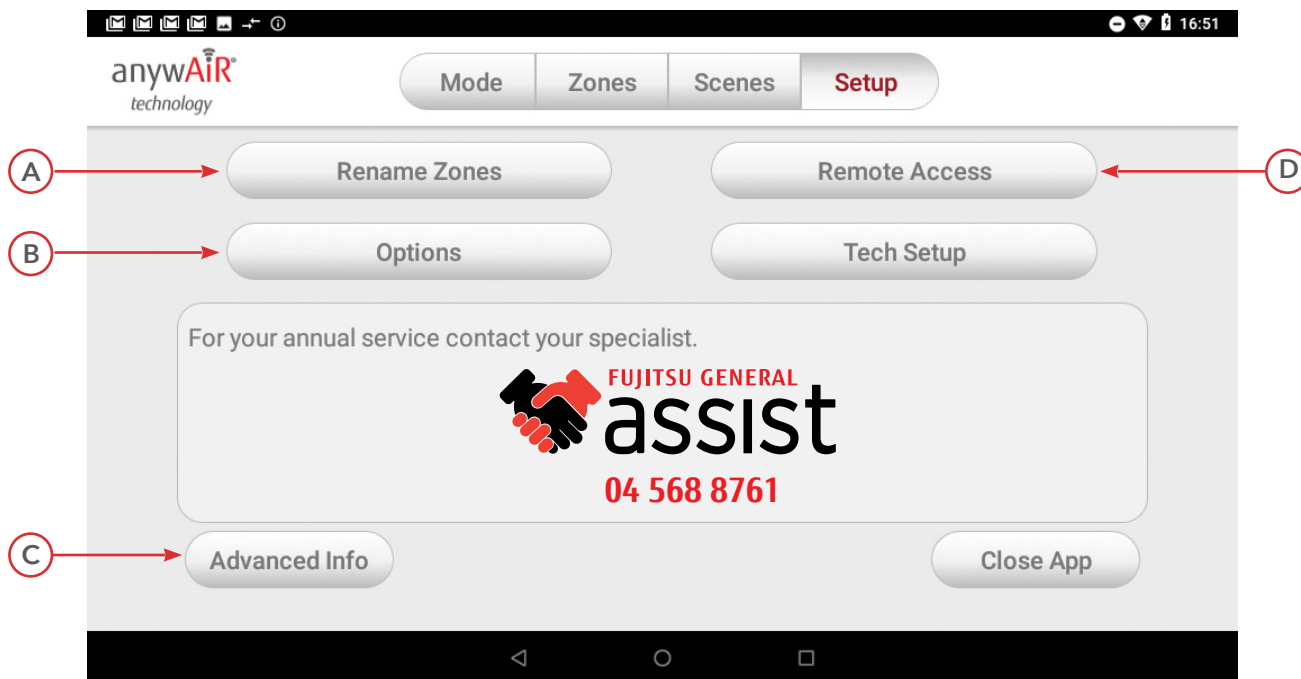 16:51
anywAiR®
technology
Mode Zones Scenes Setup
A Rename Zones Remote Access D
B Options Tech Setup
For your annual service contact your specialist.
FUJITSU GENERAL
assist
04 568 8761
C Advanced Info Close App